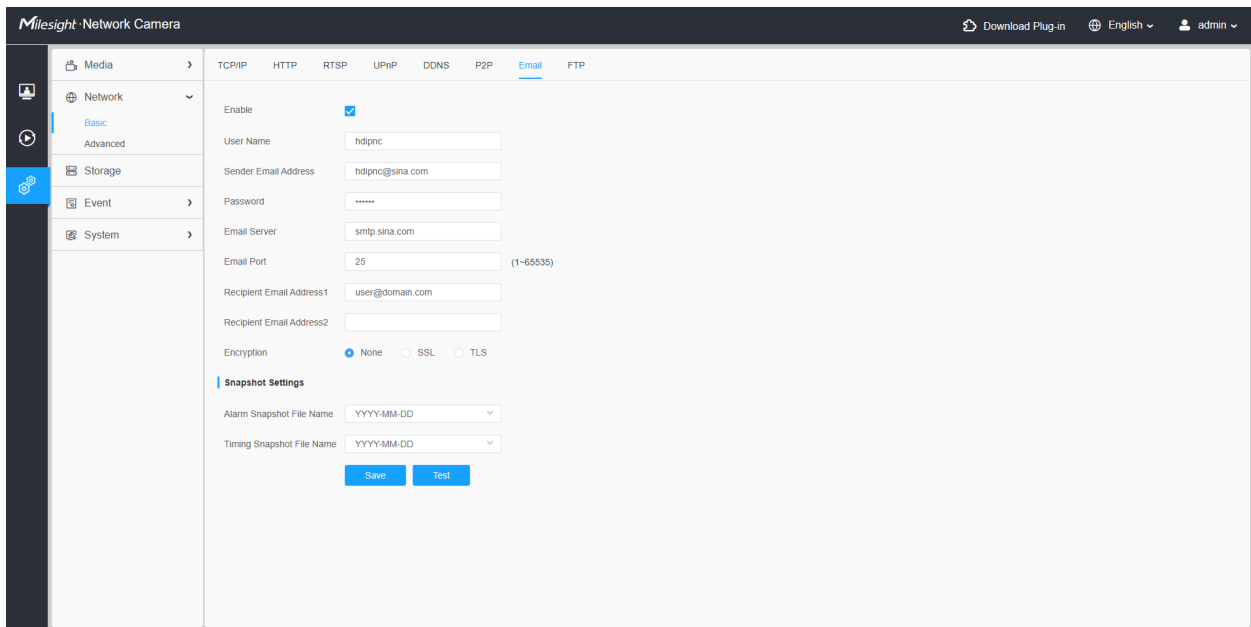 Milesight · Network Camera
Download Plug-in English admin
Media
Network
Basic
Advanced
Storage
Event
System
TCP/IP HTTP RTSP UPnP DDNS P2P Email FTP
Enable
User Name hdipnc
Sender Email Address hdipnc@sina.com
Password ••••••
Email Server smtp.sina.com
Email Port 25 (1~65535)
Recipient Email Address1 user@domain.com
Recipient Email Address2
Encryption None SSL TLS
Snapshot Settings
Alarm Snapshot File Name YYYY-MM-DD
Timing Snapshot File Name YYYY-MM-DD
Save Test